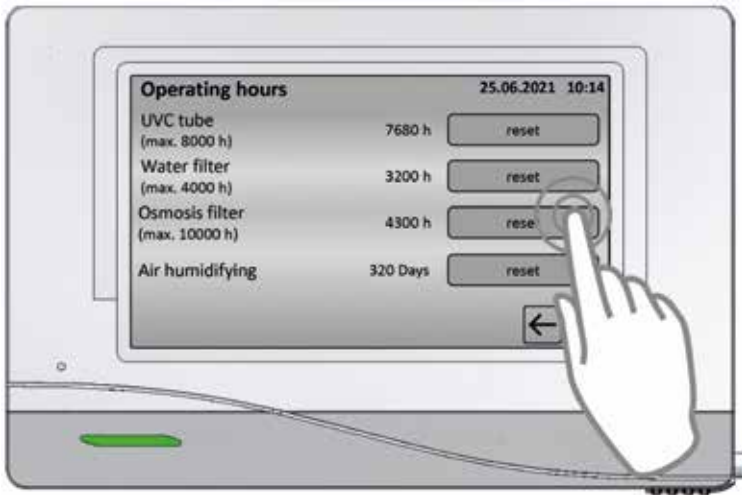 Operating hours 25.06.2021 10:14
UVC tube 7680 h reset
(max. 8000 h)
Water filter 3200 h reset
(max. 4000 h)
Osmosis filter 4300 h rese
(max. 10000 h)
Air humidifying 320 Days reset